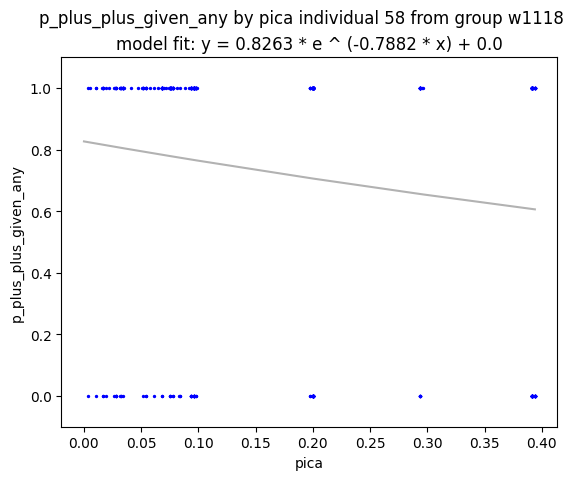 p_plus_plus_given_any by pica individual 58 from group w1118
model fit: y = 0.8263 * e ^ (-0.7882 * x) + 0.0
1.0
0.8
0.6
0.4
0.2
0.0
p_plus_plus_given_any
0.00 0.05 0.10 0.15 0.20 0.25 0.30 0.35 0.40
pica